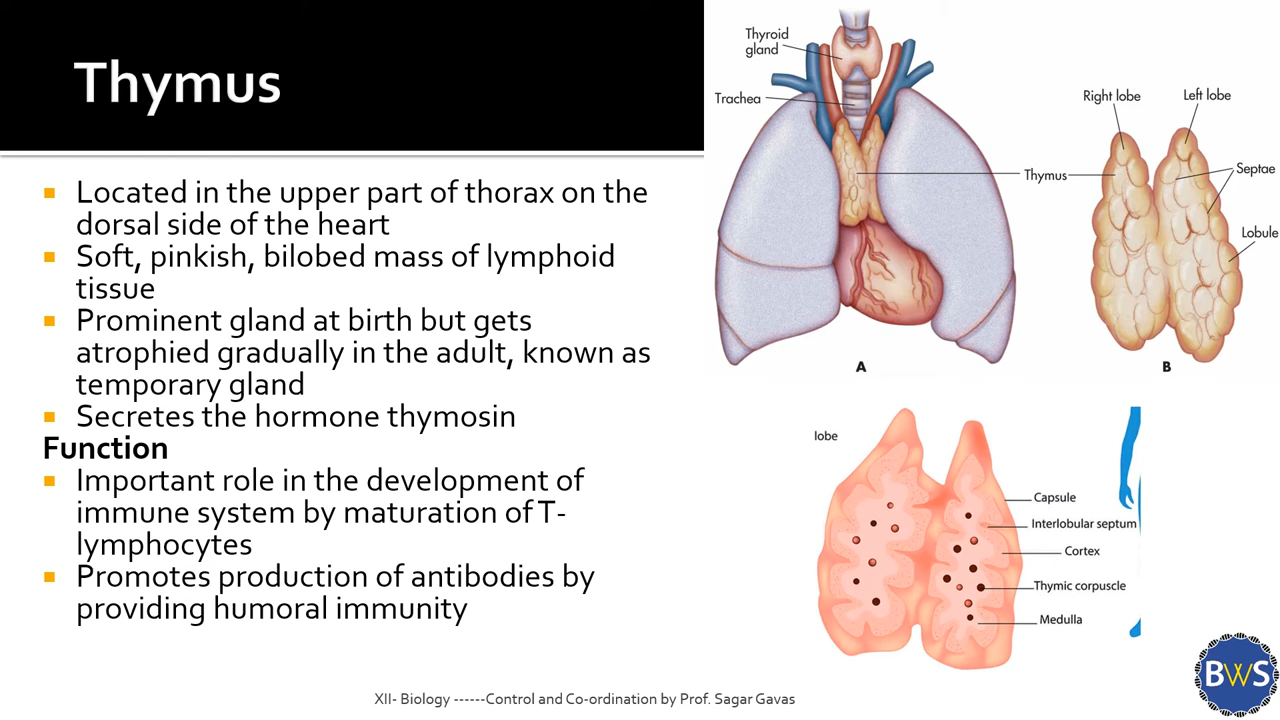 Thymus
Located in the upper part of thorax on the
dorsal side of the heart
Soft, pinkish, bilobed mass of lymphoid
tissue
Prominent gland at birth but gets
atrophied gradually in the adult, known as
temporary gland
Secretes the hormone thymosin
Function
Important role in the development of
immune system by maturation of T-
lymphocytes
Promotes production of antibodies by
providing humoral immunity
Thyroid
gland
Trachea
Thymus
A
Right lobe
Left lobe
Septae
Lobule
B
lobe
Capsule
Interlobular septum
Cortex
Thymic corpuscle
Medulla
XII- Biology ------Control and Co-ordination by Prof. Sagar Gavas
BWS